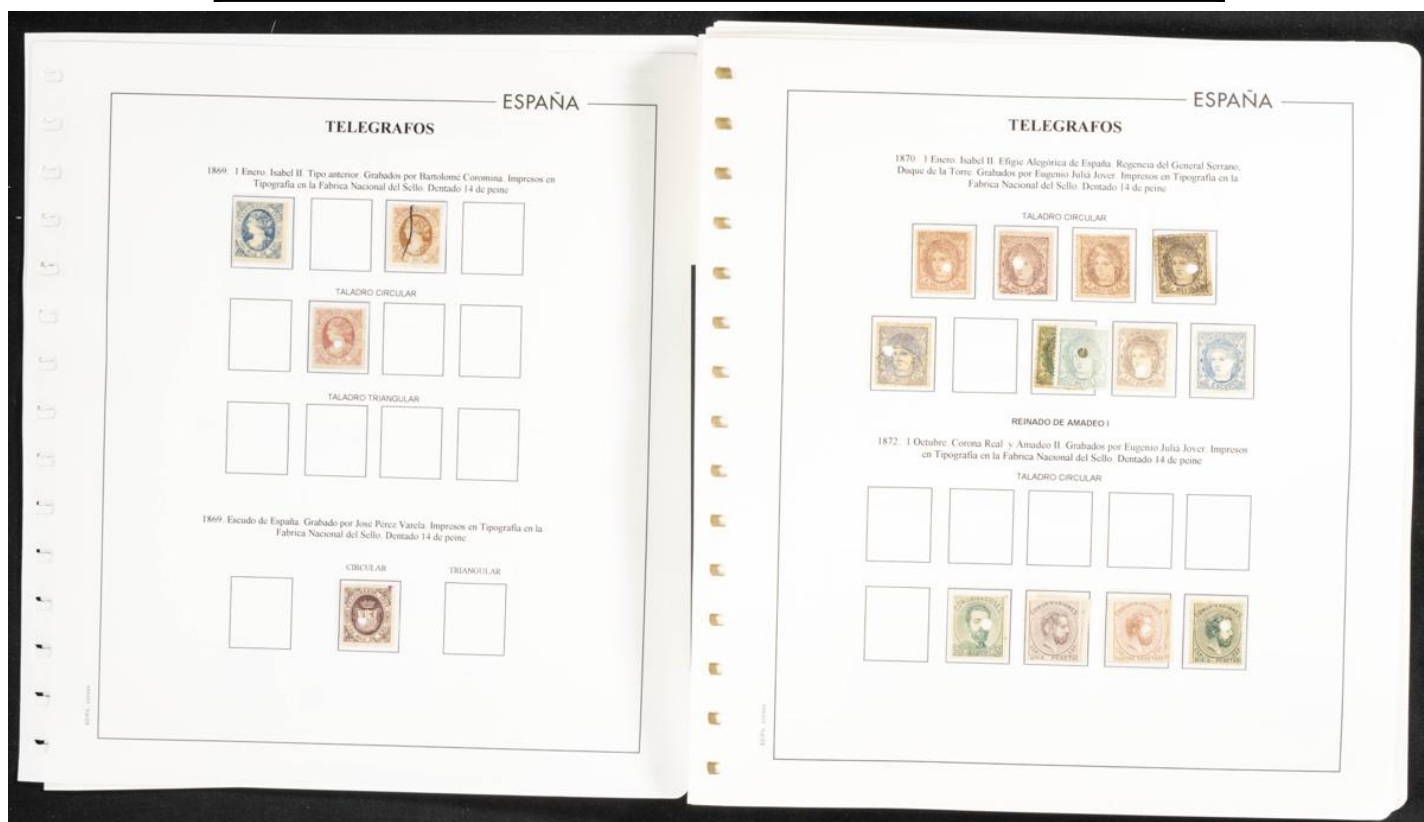 ESPAÑA
TELEGRAFOS
1869. 1 Enero. Isabel II. Tipo anterior. Grabados por Bartolomé Coromina. Impresos en
Tipografía en la Fabrica Nacional del Sello. Dentado 14 de peine
TALADRO CIRCULAR
TALADRO TRIANGULAR
1869. Escudo de España. Grabado por José Pérez Varela. Impresos en Tipografía en la
Fabrica Nacional del Sello. Dentado 14 de peine
CIRCULAR
TRIANGULAR
ESPAÑA
TELEGRAFOS
1870. 1 Enero. Isabel II. Efigie Alegórica de España. Regencia del General Serrano,
Duque de la Torre. Grabados por Eugenio Juliá Jover. Impresos en Tipografía en la
Fabrica Nacional del Sello. Dentado 14 de peine
TALADRO CIRCULAR
REINADO DE AMADEO I
1872. 1 Octubre. Corona Real y Amadeo II. Grabados por Eugenio Juliá Jover. Impresos
en Tipografía en la Fabrica Nacional del Sello. Dentado 14 de peine
TALADRO CIRCULAR